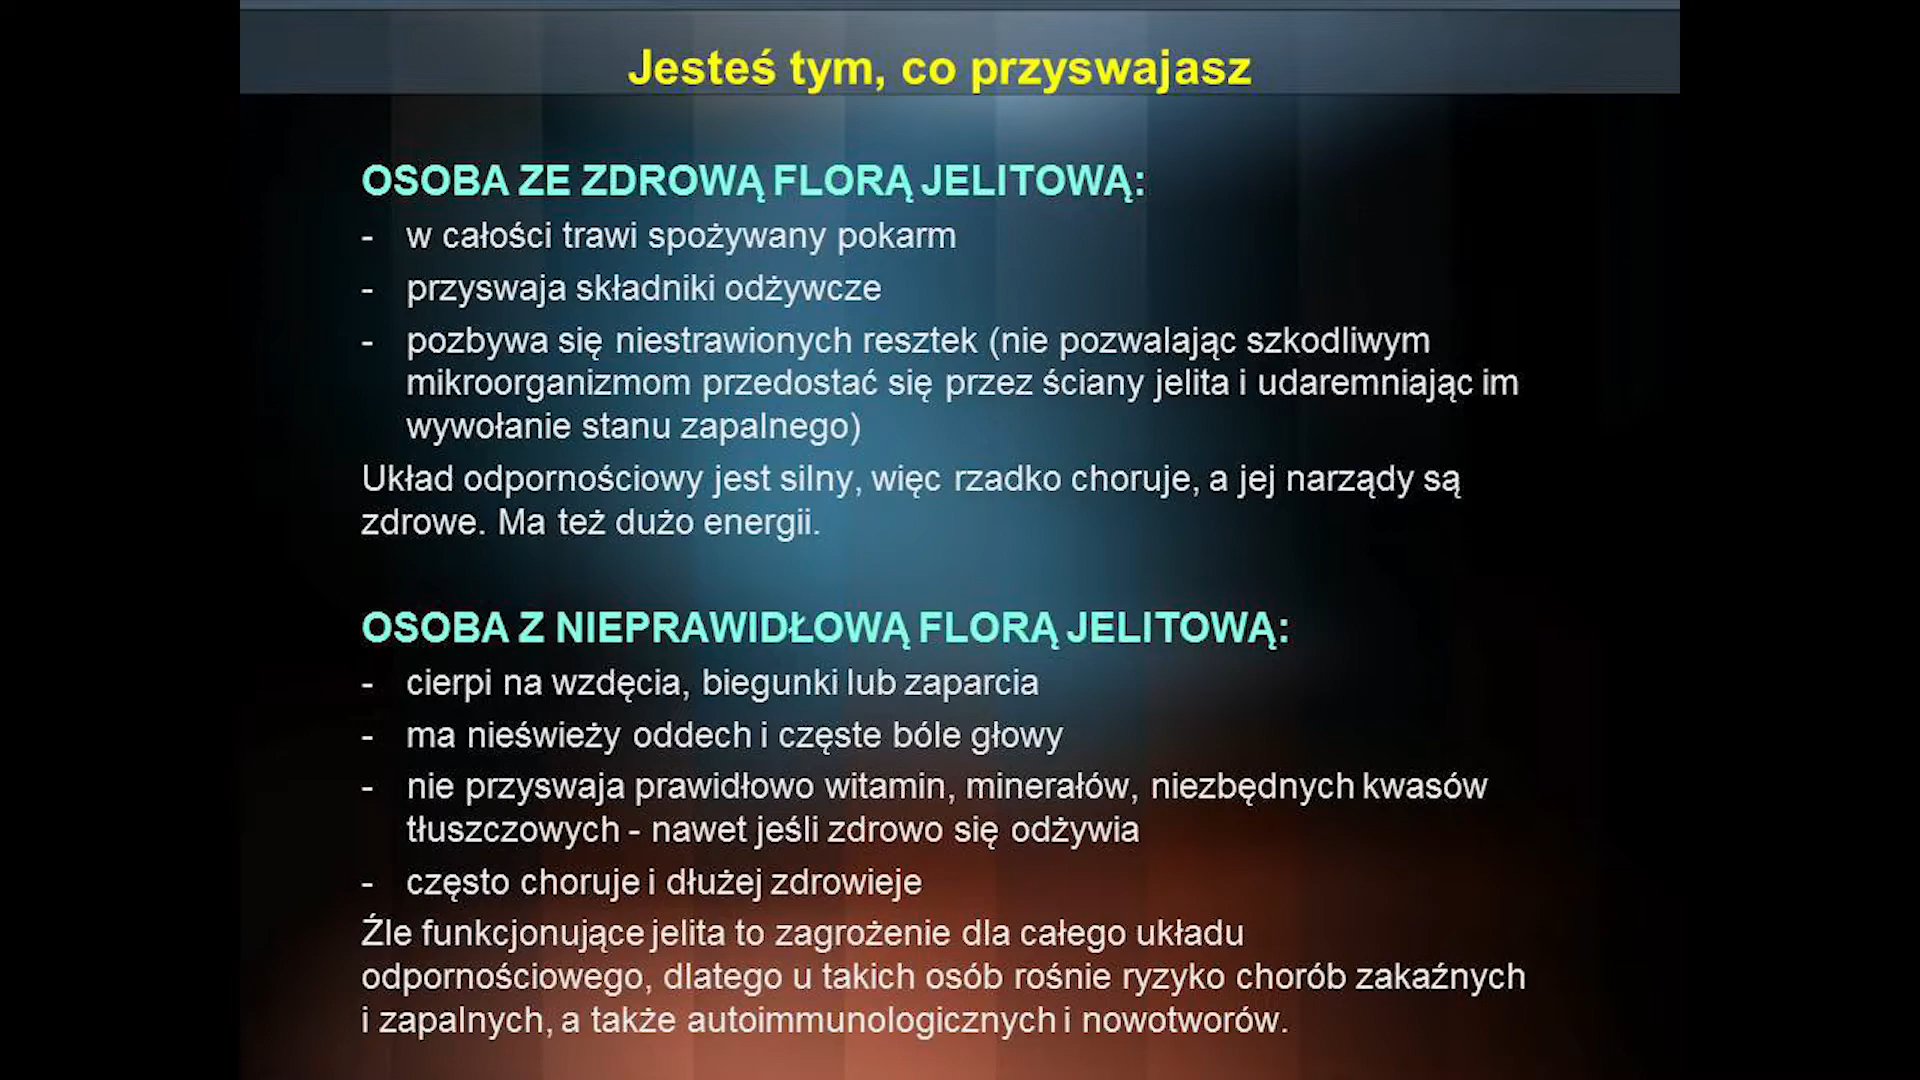 Jesteś tym, co przyswajasz
OSOBA ZE ZDROWĄ FLORĄ JELITOWĄ:
- w całości trawi spożywany pokarm
- przyswaja składniki odżywcze
- pozbywa się niestrawionych resztek (nie pozwalając szkodliwym
mikroorganizmom przedostać się przez ściany jelita i udaremniając im
wywołanie stanu zapalnego)
Układ odpornościowy jest silny, więc rzadko choruje, a jej narządy są
zdrowe. Ma też dużo energii.
OSOBA Z NIEPRAWIDŁOWĄ FLORĄ JELITOWĄ:
- cierpi na wzdęcia, biegunki lub zaparcia
- ma nieświeży oddech i częste bóle głowy
- nie przyswaja prawidłowo witamin, minerałów, niezbędnych kwasów
tłuszczowych - nawet jeśli zdrowo się odżywia
- często choruje i dłużej zdrowieje
Źle funkcjonujące jelita to zagrożenie dla całego układu
odpornościowego, dlatego u takich osób rośnie ryzyko chorób zakaźnych
i zapalnych, a także autoimmunologicznych i nowotworów.